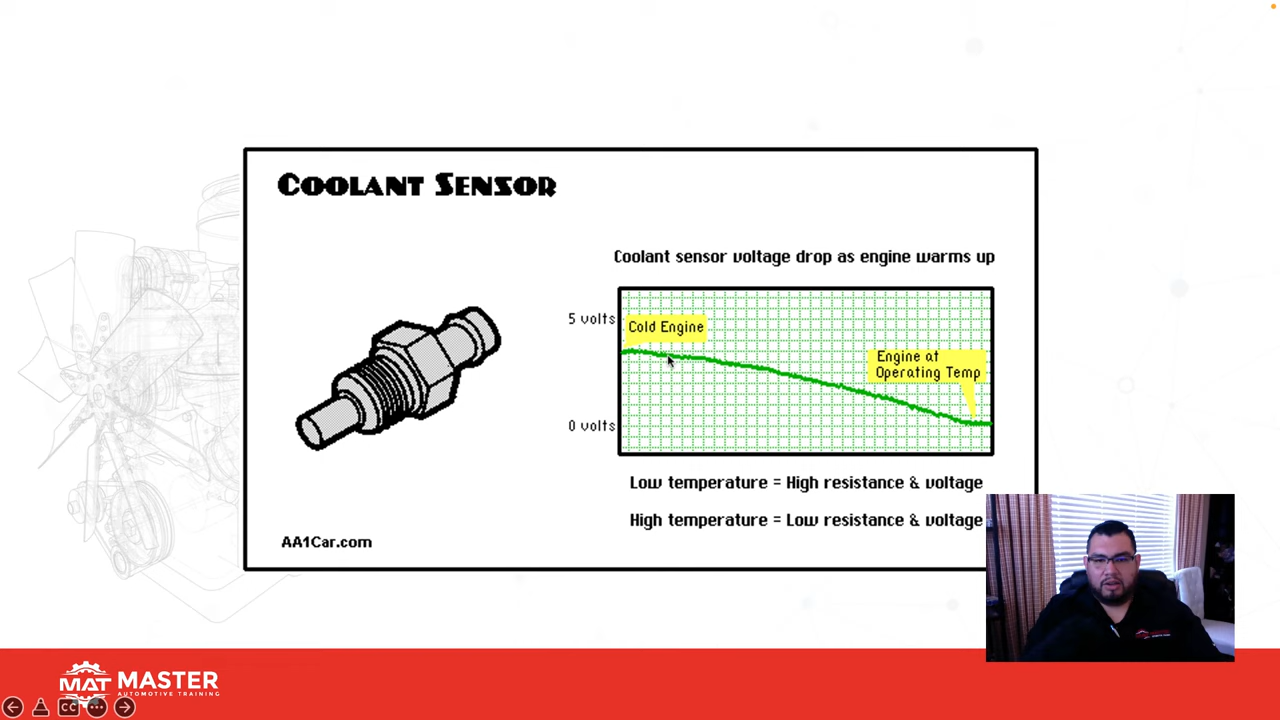 COOLANT SENSOR
Coolant sensor voltage drop as engine warms up
5 volts
Cold Engine
Engine at
Operating Temp
0 volts
Low temperature = High resistance & voltage
High temperature = Low resistance & voltage
AA1Car.com
MAT MASTER
AUTOMOTIVE TRAINING
CC